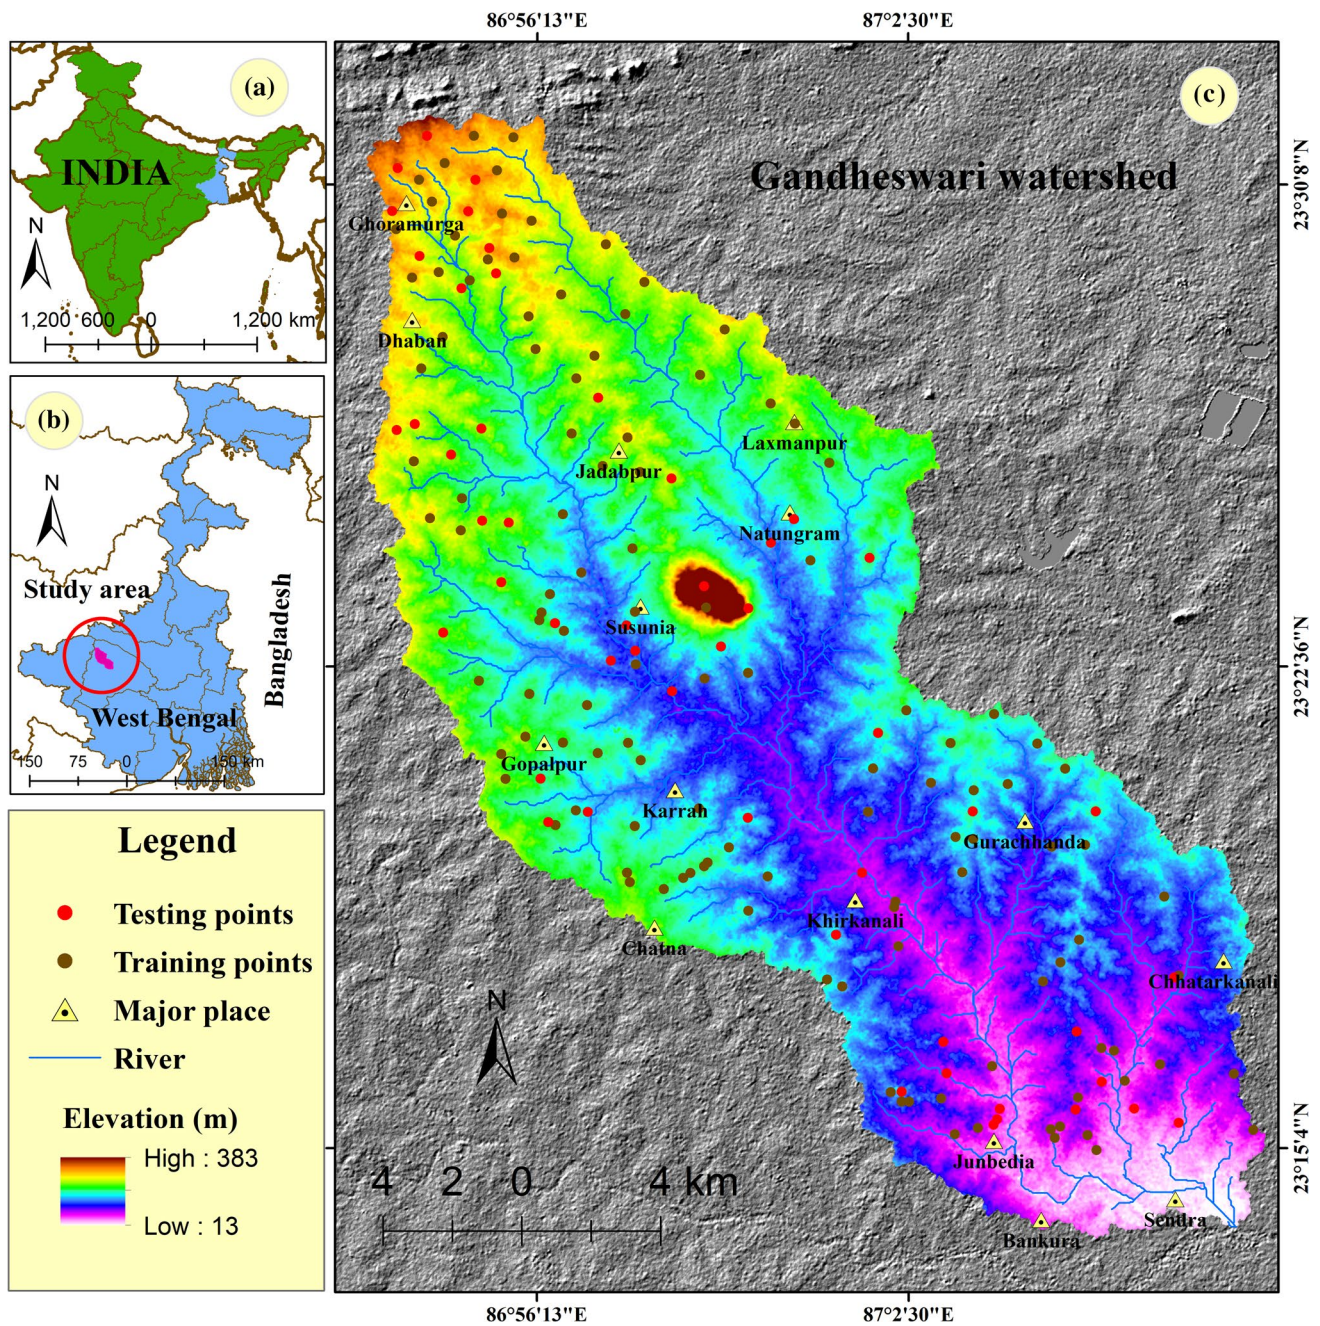 86°56'13"E
87°2'30"E
(a)
INDIA
N
1,200 600 0 1,200 km
(b)
N
Study area
Bangladesh
West Bengal
150 75 0 150 km
Legend
Testing points
Training points
Major place
River
Elevation (m)
High : 383
Low : 13
(c)
Gandheswari watershed
23°30'8"N
23°22'36"N
23°15'4"N
Ghoramurga
Dhaban
Laxmanpur
Jadabpur
Natungram
Susunia
Gopalpur
Karrah
Gurachhanda
Khirkanali
Chatna
Chhatarkanali
N
Junbedia
4 2 0 4 km
Sendra
Bankura
86°56'13"E
87°2'30"E